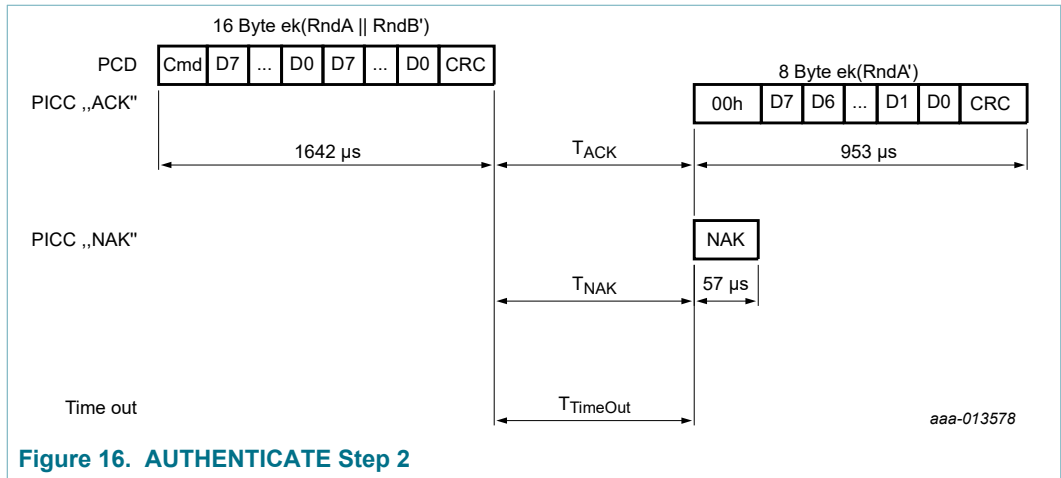 16 Byte ek(RndA || RndB')
PCD Cmd D7 ... D0 D7 ... D0 CRC
8 Byte ek(RndA')
PICC ,,ACK" 00h D7 D6 ... D1 D0 CRC
1642 µs TACK 953 µs
PICC ,,NAK" NAK
TNAK 57 µs
Time out TTimeOut aaa-013578
Figure 16. AUTHENTICATE Step 2